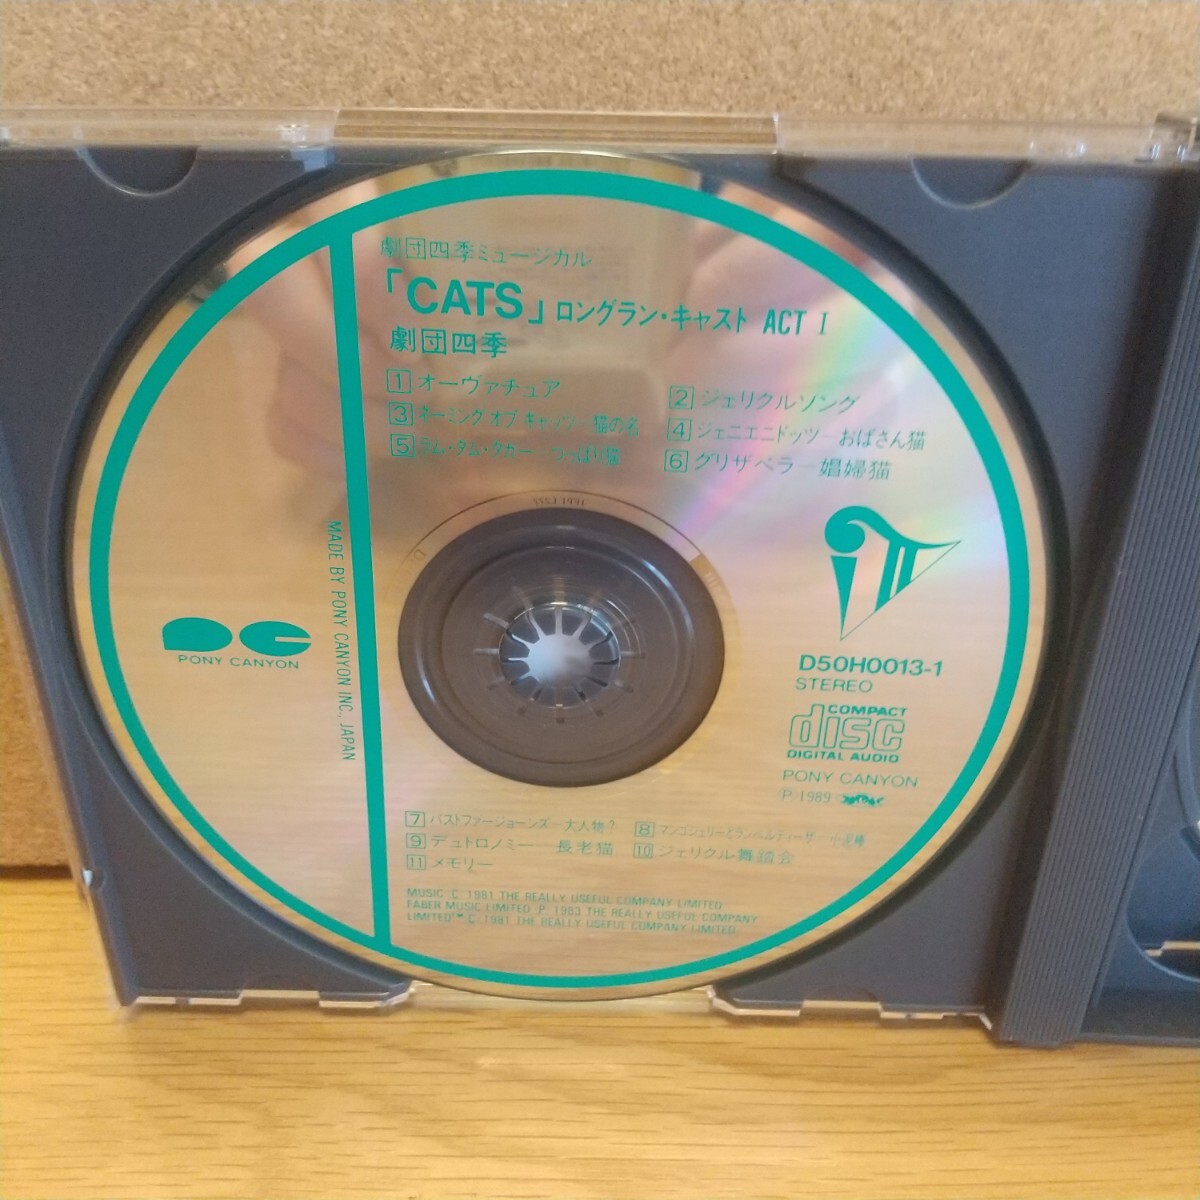 劇団四季ミュージカル
「CATS」ロングラン・キャスト ACT I
劇団四季
1 オーヴァチュア
2 ジェリクルソング
3 ネーミング オブ キャッツ―猫の名
4 ジェニエニドッツ―おばさん猫
5 ラム・タム・タガー―つっぱり猫
6 グリザベラ―娼婦猫
MADE BY PONY CANYON INC., JAPAN
PONY CANYON
D50H0013-1
STEREO
COMPACT
disc
DIGITAL AUDIO
PONY CANYON
P 1989
7 バストファージョーンズ―大人物?
8 マンゴジェリーとランペルティーザ―小泥棒
9 デュトロノミー―長老猫
10 ジェリクル舞踏会
11 メモリー
MUSIC C 1981 THE REALLY USEFUL COMPANY LIMITED
FABER MUSIC LIMITED P 1983 THE REALLY USEFUL COMPANY
LIMITED TM C 1981 THE REALLY USEFUL COMPANY LIMITED